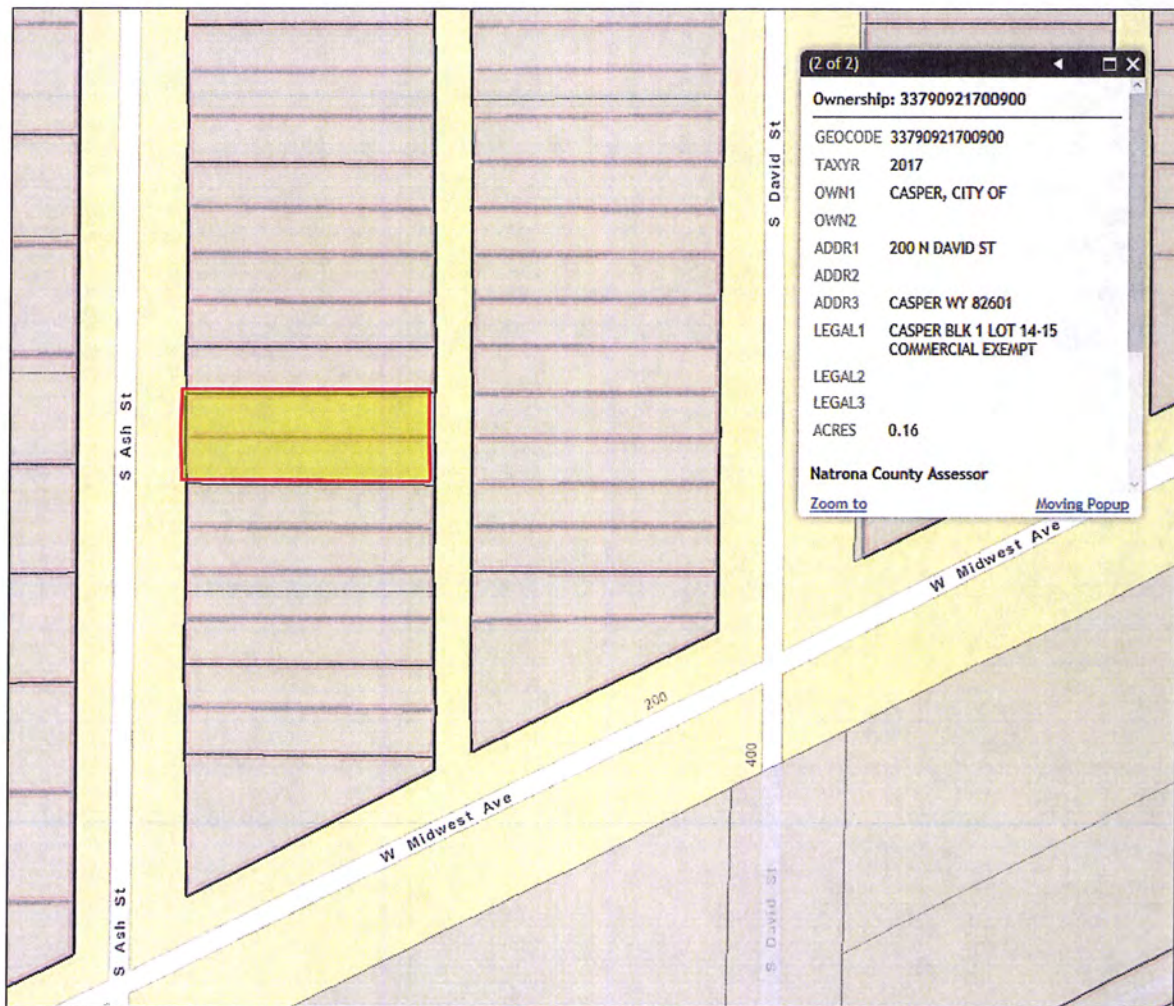 (2 of 2)
Ownership: 33790921700900
GEOCODE 33790921700900
TAXYR 2017
OWN1 CASPER, CITY OF
OWN2
ADDR1 200 N DAVID ST
ADDR2
ADDR3 CASPER WY 82601
LEGAL1 CASPER BLK 1 LOT 14-15
COMMERCIAL EXEMPT
LEGAL2
LEGAL3
ACRES 0.16
Natrona County Assessor
Zoom to Moving Popup
S David St
S Ash St
W Midwest Ave
200
400
W Midwest Ave
S Ash St
S David St